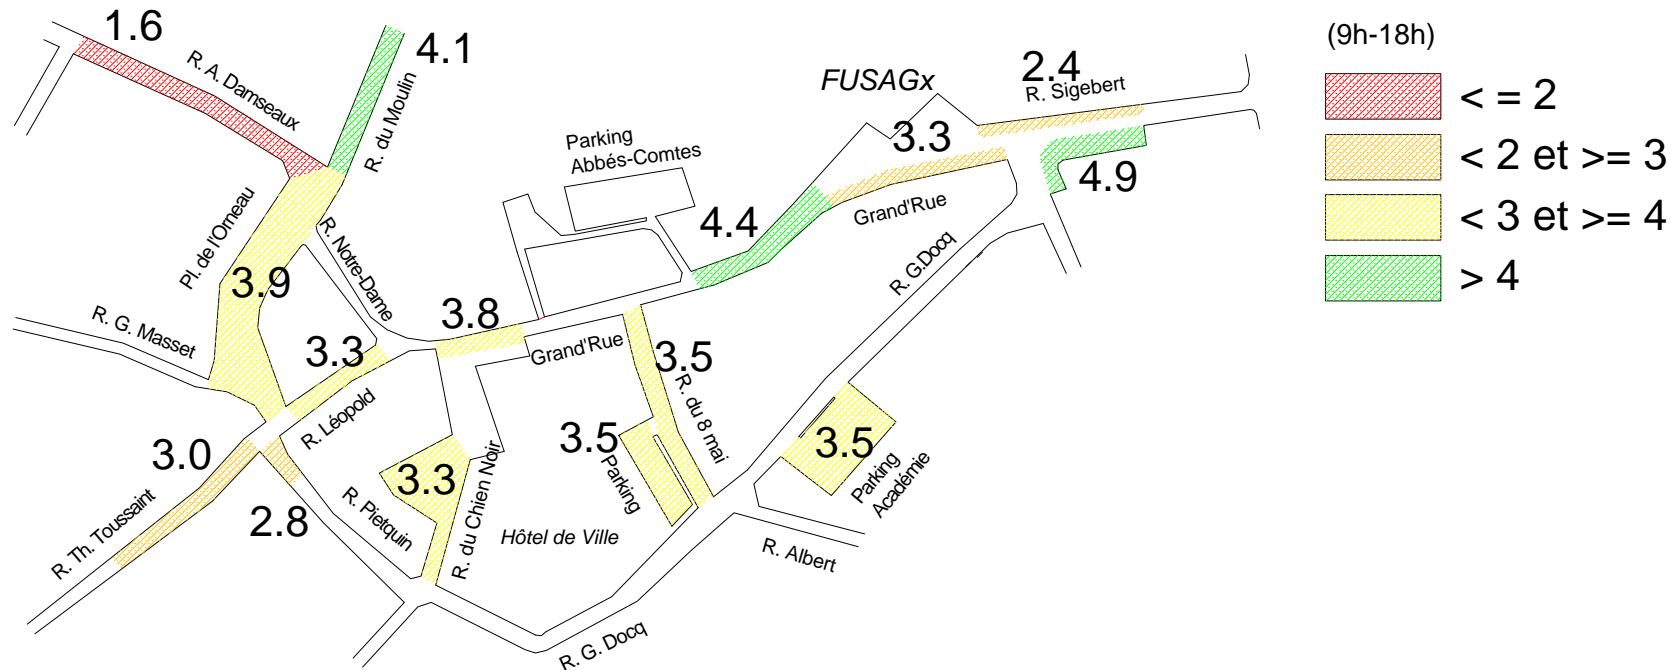 1.6
R. A. Damseaux
4.1
R. du Moulin
Pl. de l'Orneau
3.9
R. Notre-Dame
R. G. Masset
3.3
R. Léopold
3.8
Grand'Rue
Parking
Abbés-Comtes
4.4
FUSAGx
3.3
Grand'Rue
2.4
R. Sigebert
4.9
R. G.Docq
3.5
R. du 8 mai
3.5
Parking
3.5
Parking
Académie
3.0
R. Th. Toussaint
2.8
R. Pietquin
3.3
R. du Chien Noir
Hôtel de Ville
R. Albert
R. G. Docq
(9h-18h)
< = 2
< 2 et >= 3
< 3 et >= 4
> 4